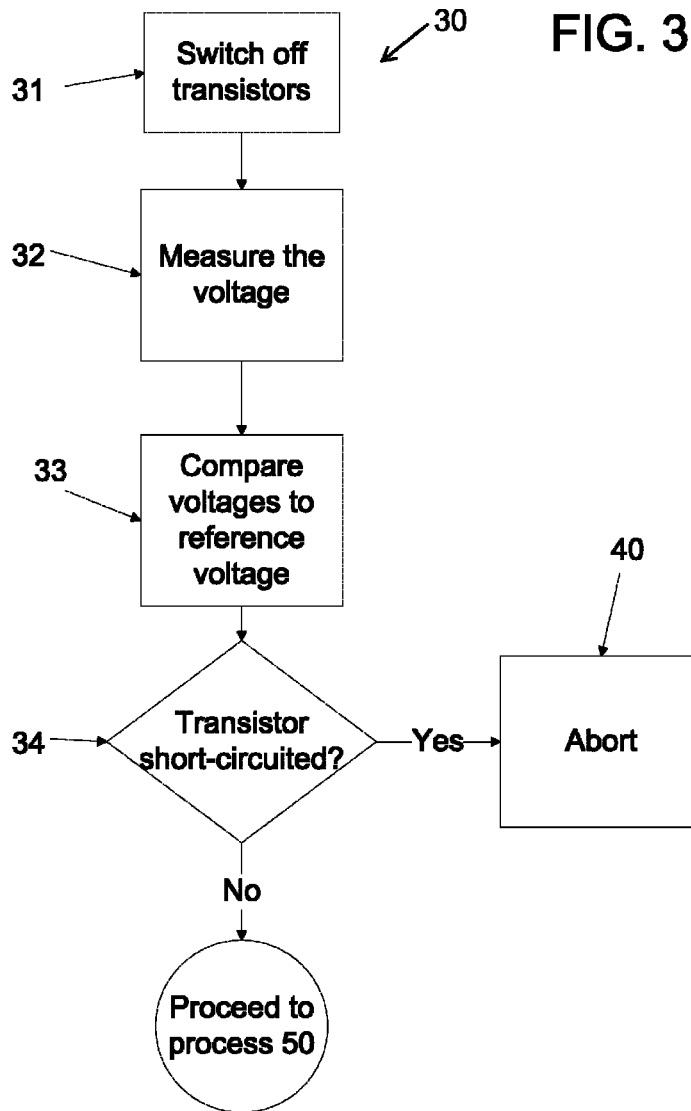 30
FIG. 3
31
Switch off
transistors
32
Measure the
voltage
33
Compare
voltages to
reference
voltage
40
34
Transistor
short-circuited?
Yes
Abort
No
Proceed to
process 50